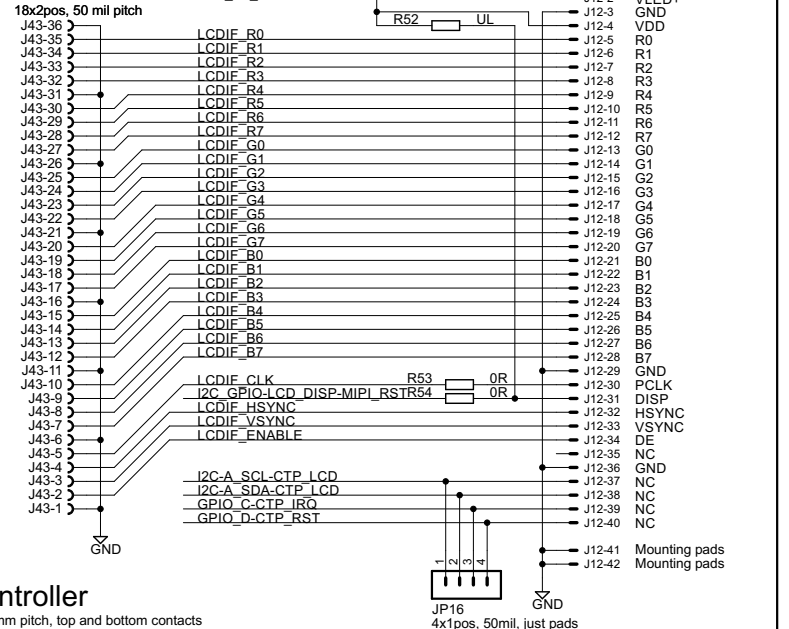 18x2pos, 50 mil pitch
J43-36
J43-35
J43-34
J43-33
J43-32
J43-31
J43-30
J43-29
J43-28
J43-27
J43-26
J43-25
J43-24
J43-23
J43-22
J43-21
J43-20
J43-19
J43-18
J43-17
J43-16
J43-15
J43-14
J43-13
J43-12
J43-11
J43-10
J43-9
J43-8
J43-7
J43-6
J43-5
J43-4
J43-3
J43-2
J43-1
GND
R52 UL
LCDIF_R0
LCDIF_R1
LCDIF_R2
LCDIF_R3
LCDIF_R4
LCDIF_R5
LCDIF_R6
LCDIF_R7
LCDIF_G0
LCDIF_G1
LCDIF_G2
LCDIF_G3
LCDIF_G4
LCDIF_G5
LCDIF_G6
LCDIF_G7
LCDIF_B0
LCDIF_B1
LCDIF_B2
LCDIF_B3
LCDIF_B4
LCDIF_B5
LCDIF_B6
LCDIF_B7
LCDIF_CLK R53 0R
I2C_GPIO-LCD_DISP-MIPI_RST R54 0R
LCDIF_HSYNC
LCDIF_VSYNC
LCDIF_ENABLE
I2C-A_SCL-CTP_LCD
I2C-A_SDA-CTP_LCD
GPIO_C-CTP_IRQ
GPIO_D-CTP_RST
J12-3 GND
J12-4 VDD
J12-5 R0
J12-6 R1
J12-7 R2
J12-8 R3
J12-9 R4
J12-10 R5
J12-11 R6
J12-12 R7
J12-13 G0
J12-14 G1
J12-15 G2
J12-16 G3
J12-17 G4
J12-18 G5
J12-19 G6
J12-20 G7
J12-21 B0
J12-22 B1
J12-23 B2
J12-24 B3
J12-25 B4
J12-26 B5
J12-27 B6
J12-28 B7
J12-29 GND
J12-30 PCLK
J12-31 DISP
J12-32 HSYNC
J12-33 VSYNC
J12-34 DE
J12-35 NC
J12-36 GND
J12-37 NC
J12-38 NC
J12-39 NC
J12-40 NC
J12-41 Mounting pads
J12-42 Mounting pads
GND
1 2 3 4
JP16
4x1pos, 50mil, just pads
ntroller
mm pitch, top and bottom contacts